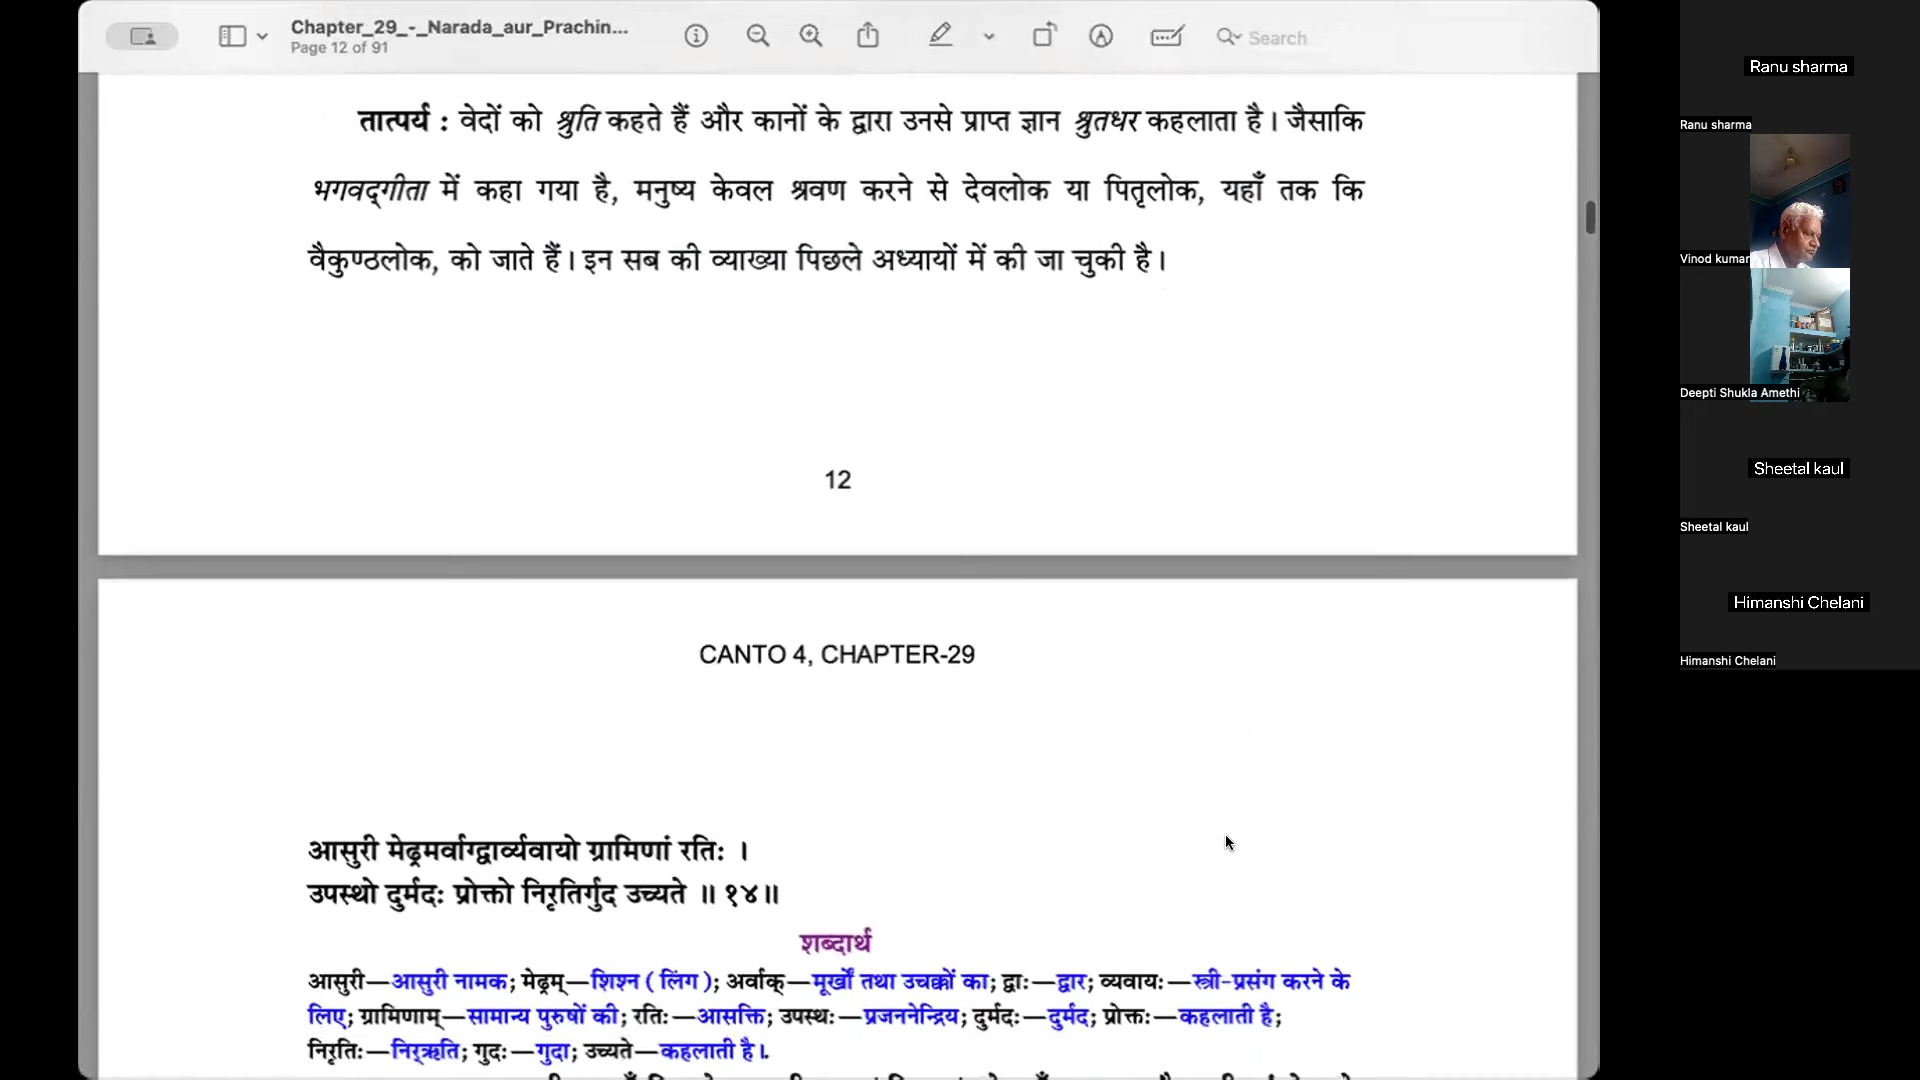 Chapter_29_-_Narada_aur_Prachin...
Page 12 of 91
Search
तात्पर्य : वेदों को श्रुति कहते हैं और कानों के द्वारा उनसे प्राप्त ज्ञान श्रुतधर कहलाता है। जैसाकि
भगवद्‌गीता में कहा गया है, मनुष्य केवल श्रवण करने से देवलोक या पितृलोक, यहाँ तक कि
वैकुण्ठलोक, को जाते हैं। इन सब की व्याख्या पिछले अध्यायों में की जा चुकी है।
12
CANTO 4, CHAPTER-29
आसुरी मेढ्रमर्वाग्द्वार्व्यवायो ग्रामिणां रतिः ।
उपस्थो दुर्मदः प्रोक्तो निरृतिर्गुद उच्यते ॥ १४॥
शब्दार्थ
आसुरी—आसुरी नामक; मेढ्रम्—शिश्न ( लिंग ); अर्वाक्—मूर्खों तथा उचक्कों का; द्वाः—द्वार; व्यवायः—स्त्री-प्रसंग करने के
लिए; ग्रामिणाम्—सामान्य पुरुषों की; रतिः—आसक्ति; उपस्थः—प्रजननेन्द्रिय; दुर्मदः—दुर्मद; प्रोक्तः—कहलाती है;
निरृतिः—निर्ऋति; गुदः—गुदा; उच्यते—कहलाती है।
Ranu sharma
Ranu sharma
Vinod kumar
Deepti Shukla Amethi
Sheetal kaul
Sheetal kaul
Himanshi Chelani
Himanshi Chelani